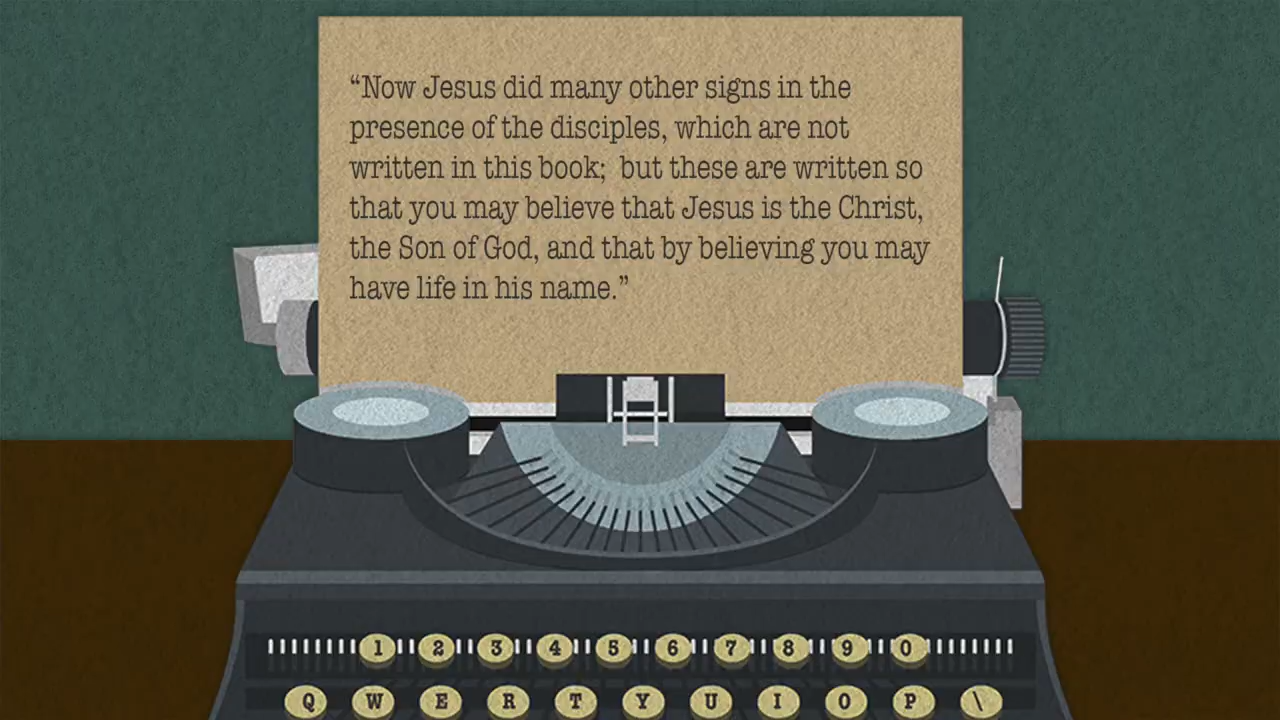 “Now Jesus did many other signs in the
presence of the disciples, which are not
written in this book;  but these are written so
that you may believe that Jesus is the Christ,
the Son of God, and that by believing you may
have life in his name.”
1 2 3 4 5 6 7 8 9 0
Q W E R T Y U I O P \